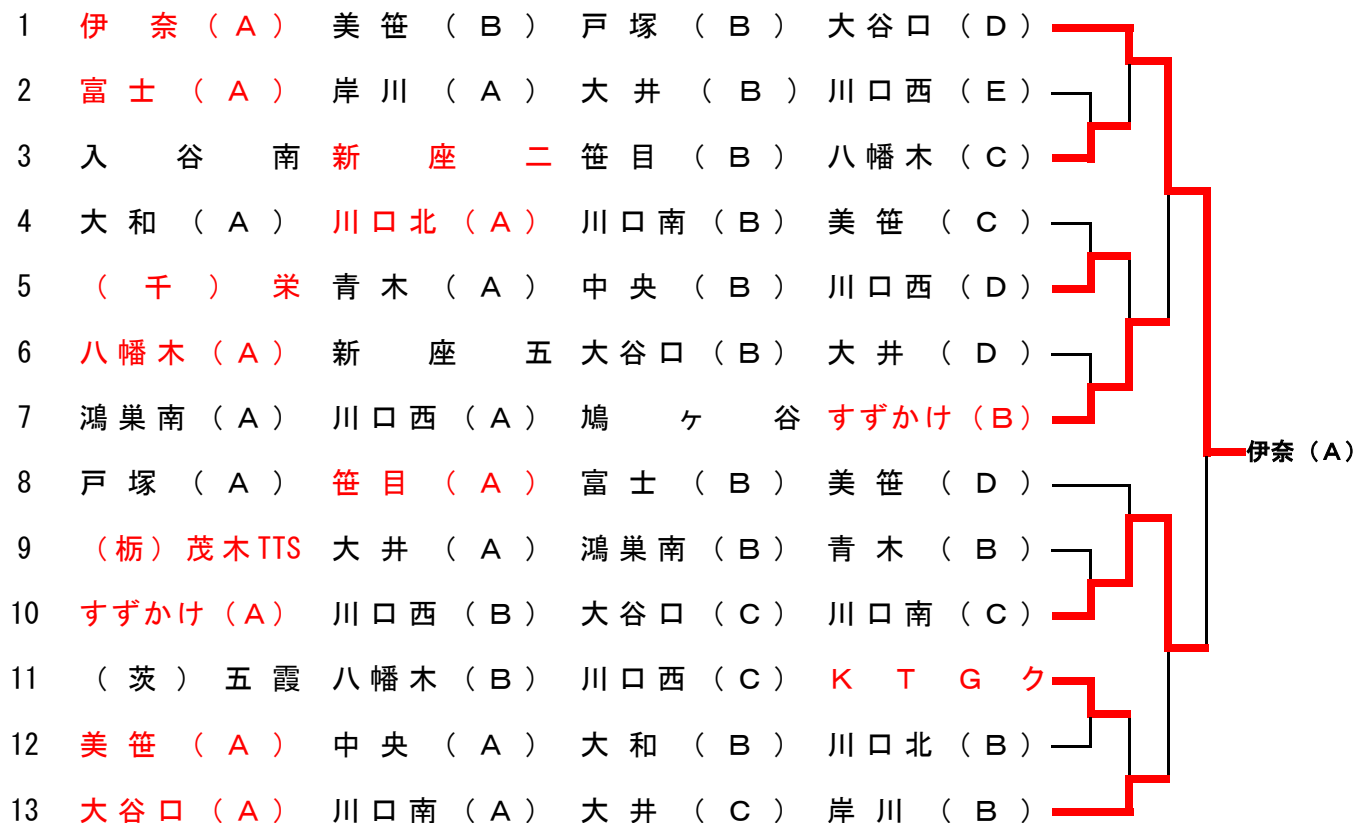 1 伊奈（A） 美笹（B） 戸塚（B） 大谷口（D）
2 富士（A） 岸川（A） 大井（B） 川口西（E）
3 入谷南 新座二 笹目（B） 八幡木（C）
4 大和（A） 川口北（A） 川口南（B） 美笹（C）
5 （千）栄 青木（A） 中央（B） 川口西（D）
6 八幡木（A） 新座五 大谷口（B） 大井（D）
7 鴻巣南（A） 川口西（A） 鳩ヶ谷 すずかけ（B）
伊奈（A）
8 戸塚（A） 笹目（A） 富士（B） 美笹（D）
9 （栃）茂木TTS 大井（A） 鴻巣南（B） 青木（B）
10 すずかけ（A） 川口西（B） 大谷口（C） 川口南（C）
11 （茨）五霞 八幡木（B） 川口西（C） KTGク
12 美笹（A） 中央（A） 大和（B） 川口北（B）
13 大谷口（A） 川口南（A） 大井（C） 岸川（B）